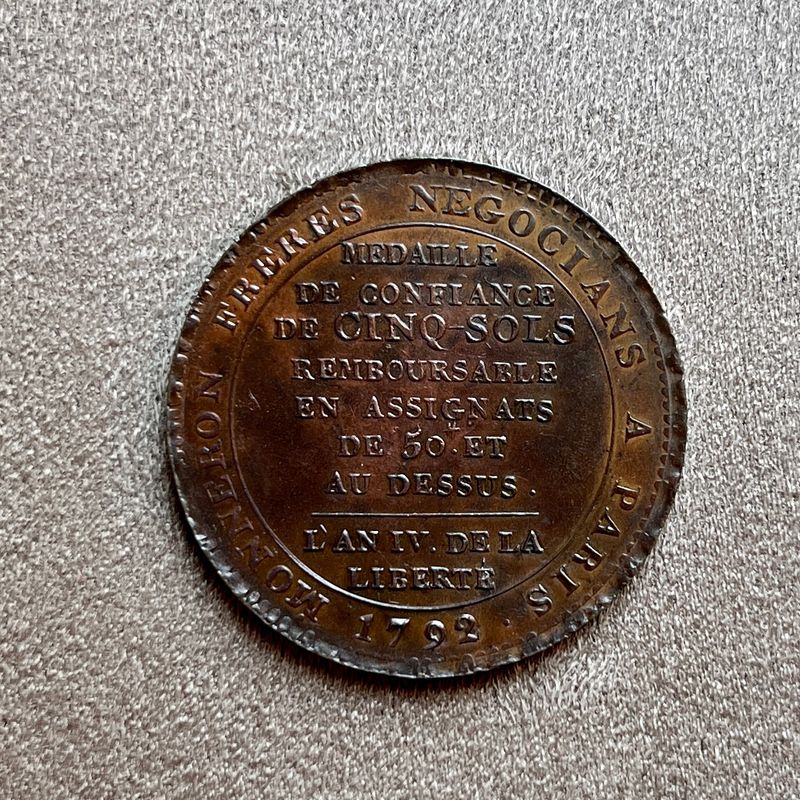 MONNERON FRERES NEGOCIANS A PARIS.
1792.
MEDAILLE
DE CONFIANCE
DE CINQ-SOLS
REMBOURSABLE
EN ASSIGNATS
DE 50.ᴴ ET
AU DESSUS.
L'AN IV. DE LA
LIBERTÉ